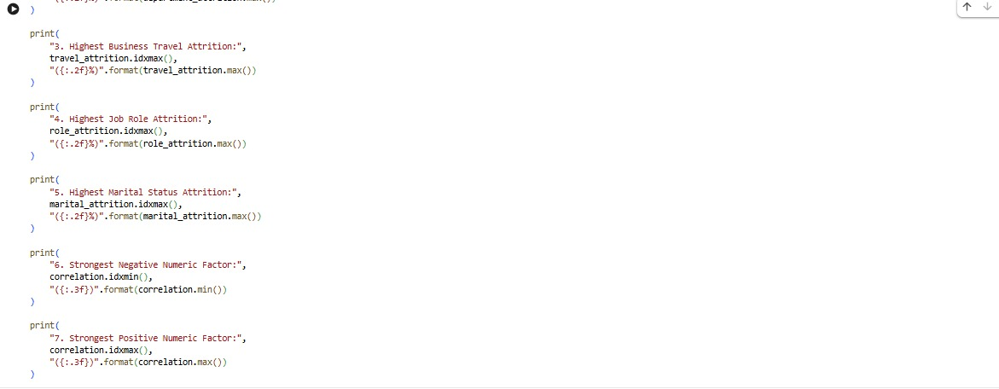 )
print(
"3. Highest Business Travel Attrition:",
travel_attrition.idxmax(),
"({:.2f}%)".format(travel_attrition.max())
)
print(
"4. Highest Job Role Attrition:",
role_attrition.idxmax(),
"({:.2f}%)".format(role_attrition.max())
)
print(
"5. Highest Marital Status Attrition:",
marital_attrition.idxmax(),
"({:.2f}%)".format(marital_attrition.max())
)
print(
"6. Strongest Negative Numeric Factor:",
correlation.idxmin(),
"({:.3f})".format(correlation.min())
)
print(
"7. Strongest Positive Numeric Factor:",
correlation.idxmax(),
"({:.3f})".format(correlation.max())
)